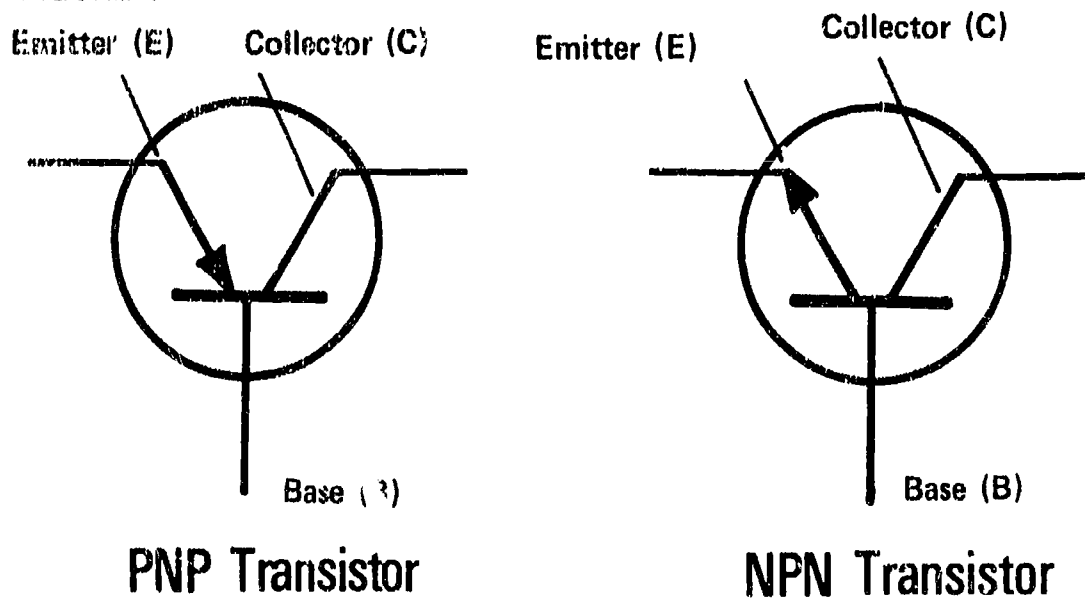 Emitter (E)
Collector (C)
Emitter (E)
Collector (C)
Base
Base (B)
PNP Transistor
NPN Transistor